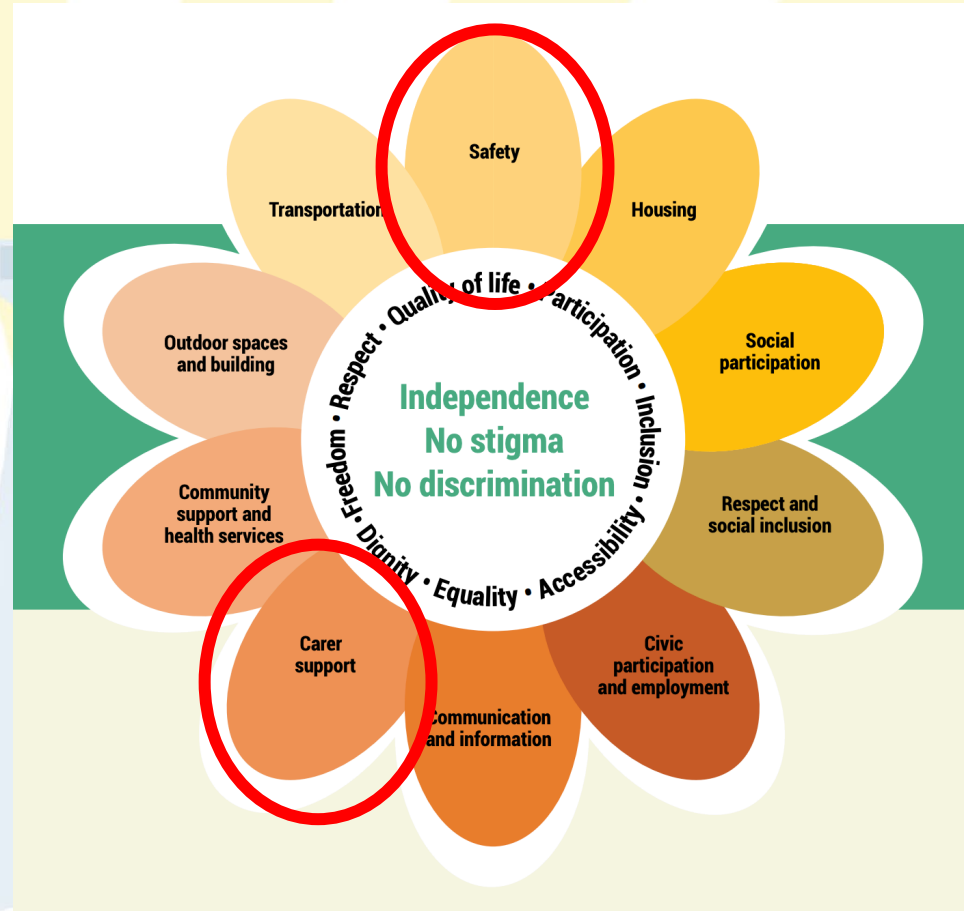 Safety
Transportation
Housing
Outdoor spaces
and building
Social
participation
Community
support and
health services
Respect and
social inclusion
Carer
support
Civic
participation
and employment
Communication
and information
Quality of life • Participation • Inclusion • Accessibility • Equality • Dignity • Freedom • Respect •
Independence
No stigma
No discrimination